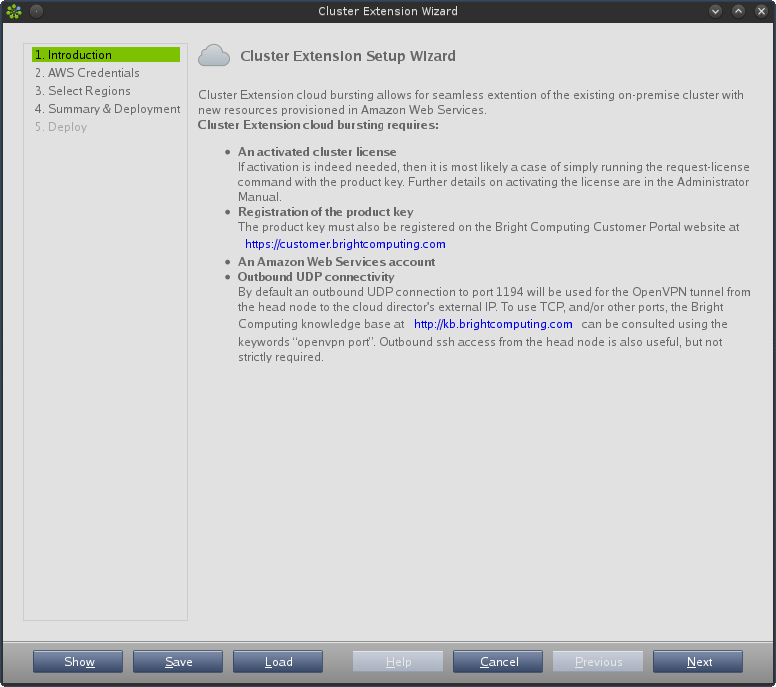 Cluster Extension Wizard
1. Introduction
2. AWS Credentials
3. Select Regions
4. Summary & Deployment
5. Deploy
Cluster Extension Setup Wizard
Cluster Extension cloud bursting allows for seamless extention of the existing on-premise cluster with
new resources provisioned in Amazon Web Services.
Cluster Extension cloud bursting requires:
• An activated cluster license
If activation is indeed needed, then it is most likely a case of simply running the request-license
command with the product key. Further details on activating the license are in the Administrator
Manual.
• Registration of the product key
The product key must also be registered on the Bright Computing Customer Portal website at
https://customer.brightcomputing.com
• An Amazon Web Services account
• Outbound UDP connectivity
By default an outbound UDP connection to port 1194 will be used for the OpenVPN tunnel from
the head node to the cloud director's external IP. To use TCP, and/or other ports, the Bright
Computing knowledge base at http://kb.brightcomputing.com can be consulted using the
keywords “openvpn port”. Outbound ssh access from the head node is also useful, but not
strictly required.
Show Save Load Help Cancel Previous Next